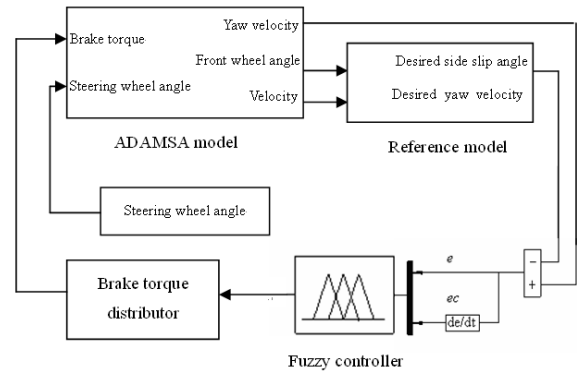 Yaw velocity
Brake torque
Front wheel angle
Steering wheel angle
Velocity
Desired side slip angle
Desired yaw velocity
ADAMSA model
Reference model
Steering wheel angle
Brake torque
distributor
Fuzzy controller
e
ec
de/dt
−
+